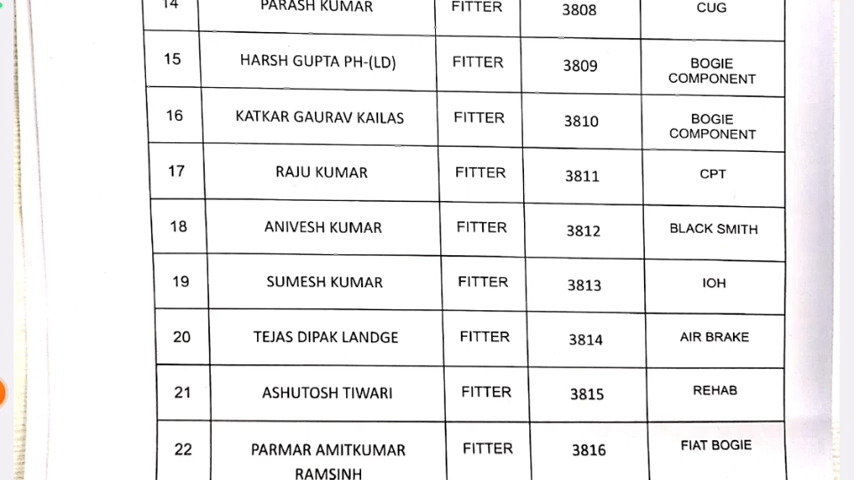 14 PARASH KUMAR FITTER 3808 CUG
15 HARSH GUPTA PH-(LD) FITTER 3809 BOGIE COMPONENT
16 KATKAR GAURAV KAILAS FITTER 3810 BOGIE COMPONENT
17 RAJU KUMAR FITTER 3811 CPT
18 ANIVESH KUMAR FITTER 3812 BLACK SMITH
19 SUMESH KUMAR FITTER 3813 IOH
20 TEJAS DIPAK LANDGE FITTER 3814 AIR BRAKE
21 ASHUTOSH TIWARI FITTER 3815 REHAB
22 PARMAR AMITKUMAR RAMSINH FITTER 3816 FIAT BOGIE